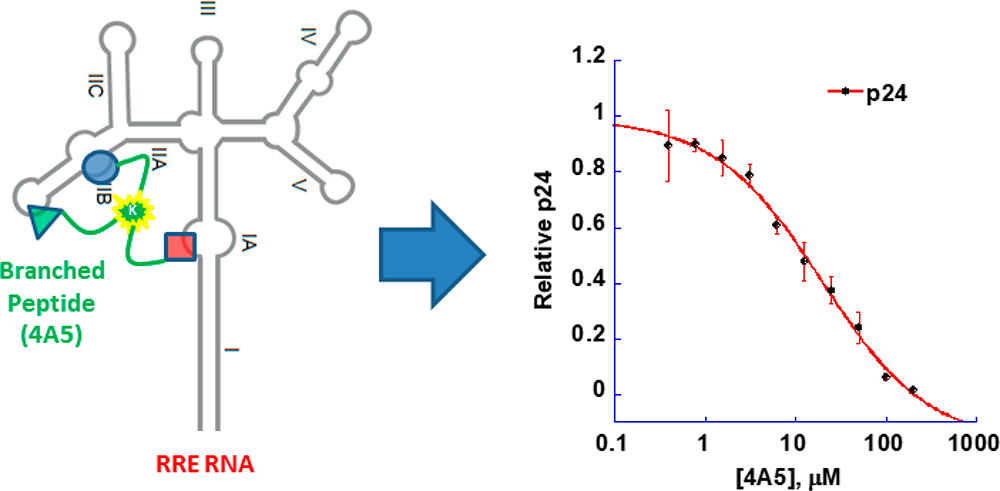 III
IV
IIC
IIA
IIB
V
K
IA
Branched
Peptide
(4A5)
I
RRE RNA
1.2
1
0.8
0.6
0.4
0.2
0
Relative p24
p24
0.1 1 10 100 1000
[4A5], μM